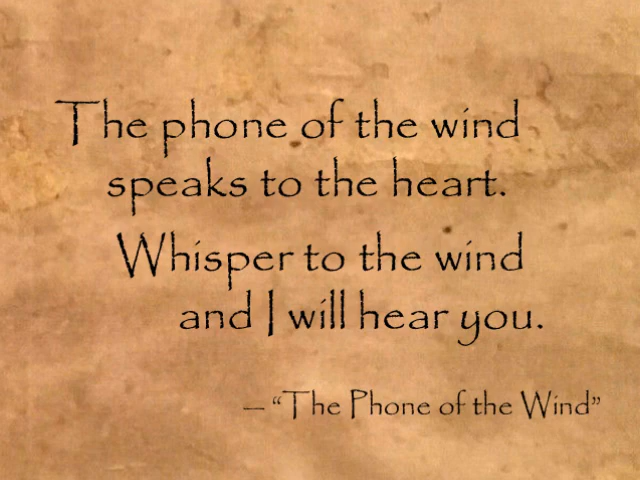 The phone of the wind
speaks to the heart.
Whisper to the wind
and I will hear you.
— “The Phone of the Wind”